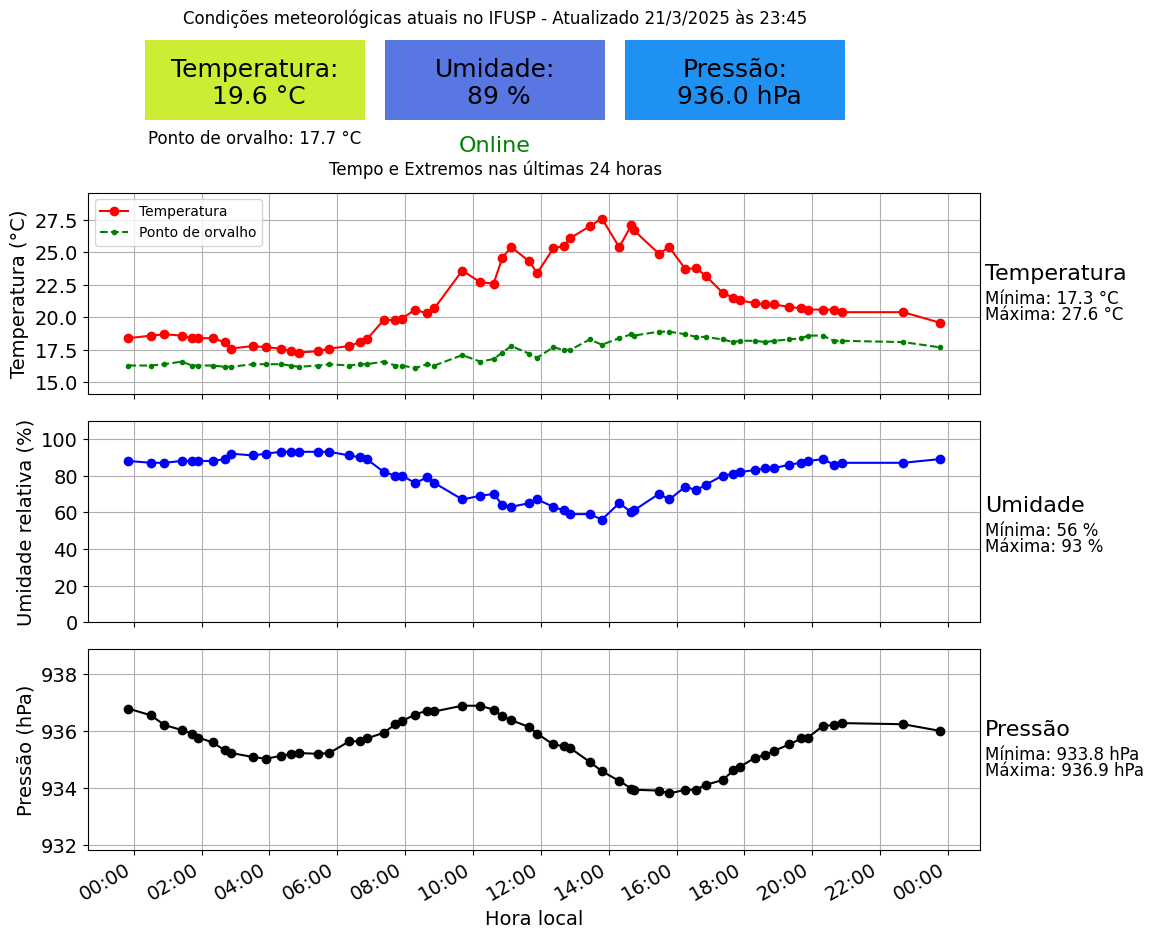 Condições meteorológicas atuais no IFUSP - Atualizado 21/3/2025 às 23:45
Temperatura:
19.6 °C
Umidade:
89 %
Pressão:
936.0 hPa
Ponto de orvalho: 17.7 °C
Online
Tempo e Extremos nas últimas 24 horas
Temperatura (°C)
27.5
25.0
22.5
20.0
17.5
15.0
Temperatura
Ponto de orvalho
Temperatura
Mínima: 17.3 °C
Máxima: 27.6 °C
Umidade relativa (%)
100
80
60
40
20
0
Umidade
Mínima: 56 %
Máxima: 93 %
Pressão (hPa)
938
936
934
932
Pressão
Mínima: 933.8 hPa
Máxima: 936.9 hPa
00:00 02:00 04:00 06:00 08:00 10:00 12:00 14:00 16:00 18:00 20:00 22:00 00:00
Hora local